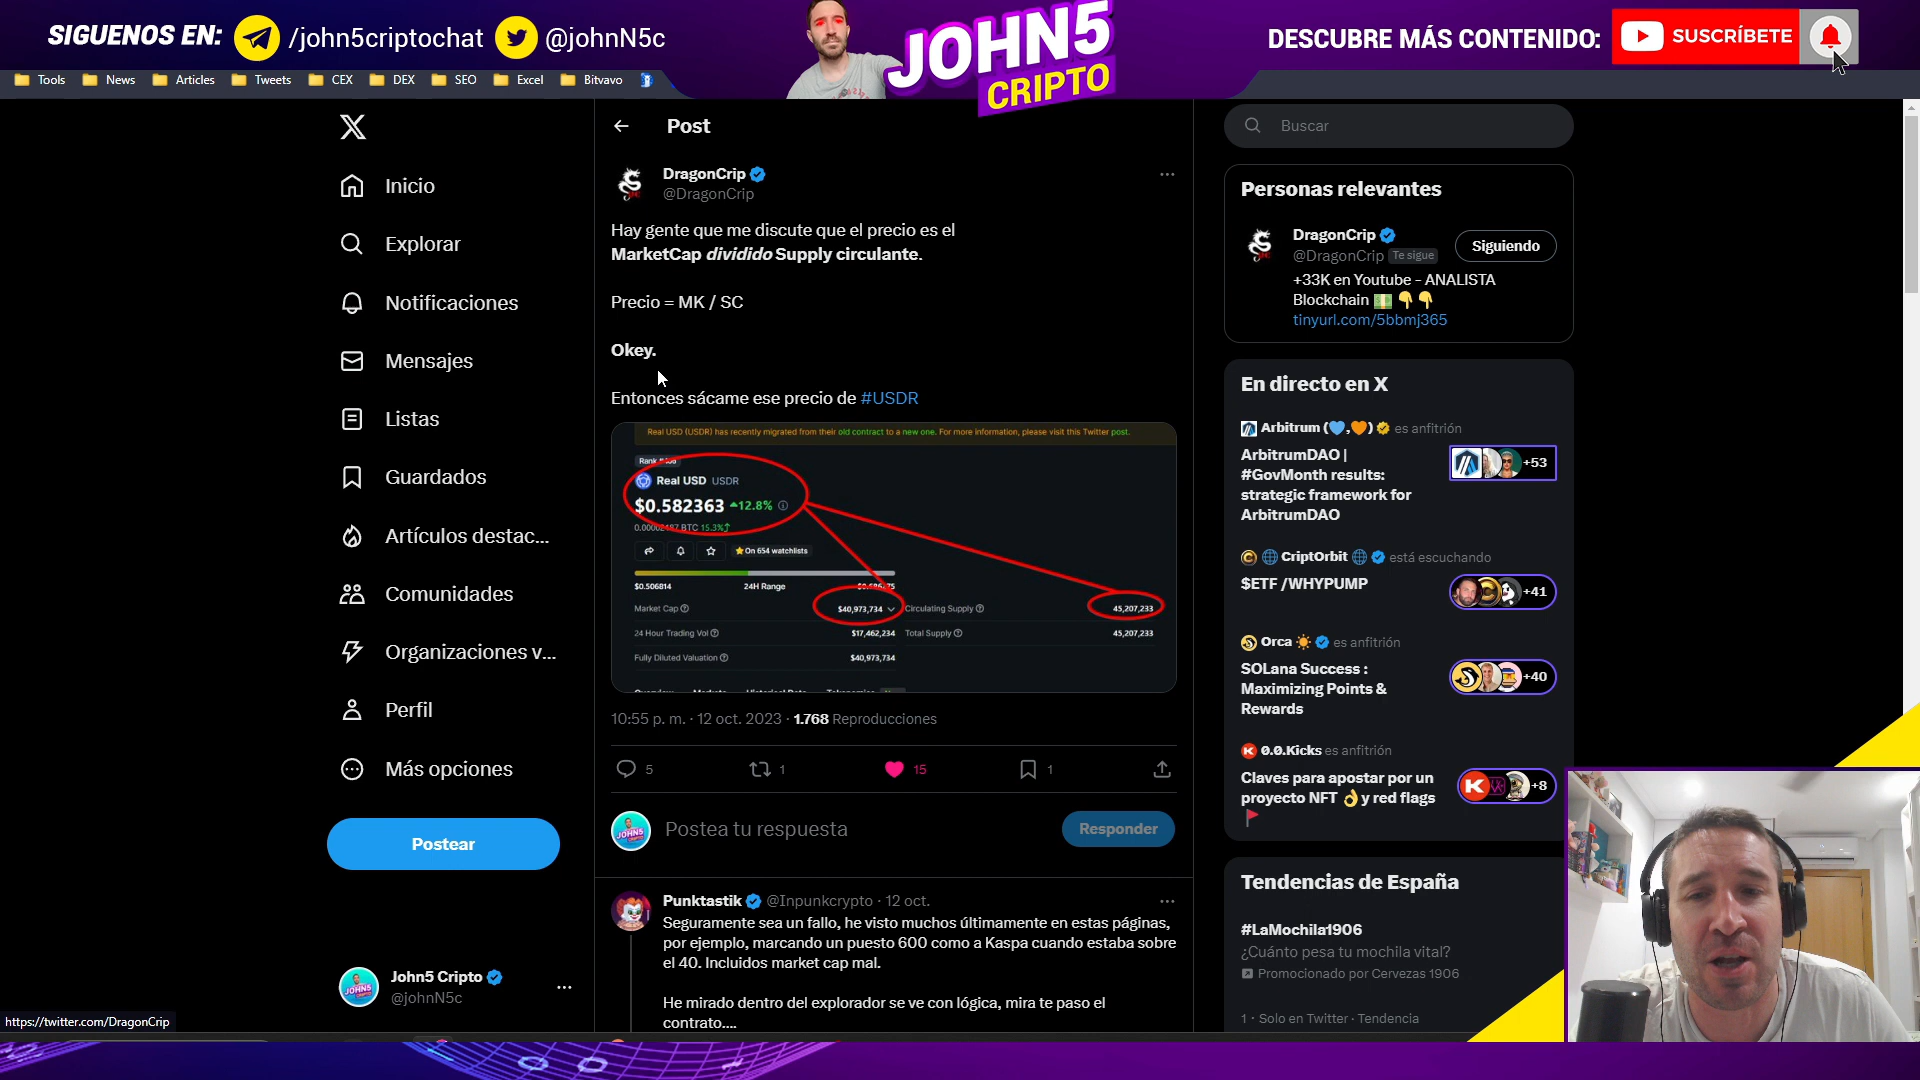 SIGUENOS EN: /john5criptochat @johnN5c
JOHN5
CRIPTO
DESCUBRE MÁS CONTENIDO: SUSCRÍBETE
Tools News Articles Tweets CEX DEX SEO Excel Bitvavo
Inicio
Explorar
Notificaciones
Mensajes
Listas
Guardados
Artículos destac...
Comunidades
Organizaciones v...
Perfil
Más opciones
Postear
John5 Cripto
@johnN5c
https://twitter.com/DragonCrip
Post
DragonCrip
@DragonCrip
Hay gente que me discute que el precio es el
MarketCap dividido Supply circulante.
Precio = MK / SC
Okey.
Entonces sácame ese precio de #USDR
Real USD (USDR) has recently migrated from their old contract to a new one. For more information, please visit this Twitter post.
Real USD USDR
$0.582363 12.8%
0.00002187 BTC 15.3%
On 654 watchlists
$0.506814 24H Range
Market Cap $40,973,734 Circulating Supply 45,207,233
24 Hour Trading Vol $17,462,234 Total Supply 45,207,233
Fully Diluted Valuation $40,973,734
10:55 p. m. · 12 oct. 2023 · 1.768 Reproducciones
5 1 15 1
Postea tu respuesta
Responder
Punktastik @Inpunkcrypto · 12 oct.
Seguramente sea un fallo, he visto muchos últimamente en estas páginas,
por ejemplo, marcando un puesto 600 como a Kaspa cuando estaba sobre
el 40. Incluidos market cap mal.
He mirado dentro del explorador se ve con lógica, mira te paso el
contrato....
Buscar
Personas relevantes
DragonCrip
@DragonCrip Te sigue
Siguiendo
+33K en Youtube - ANALISTA
Blockchain
tinyurl.com/5bbmj365
En directo en X
Arbitrum ( , ) es anfitrión
ArbitrumDAO |
#GovMonth results:
strategic framework for
ArbitrumDAO
+53
CriptOrbit está escuchando
$ETF /WHYPUMP
+41
Orca es anfitrión
SOLana Success :
Maximizing Points &
Rewards
+40
0.0.Kicks es anfitrión
Claves para apostar por un
proyecto NFT y red flags
+8
Tendencias de España
#LaMochila1906
¿Cuánto pesa tu mochila vital?
Promocionado por Cervezas 1906
1 · Solo en Twitter · Tendencia